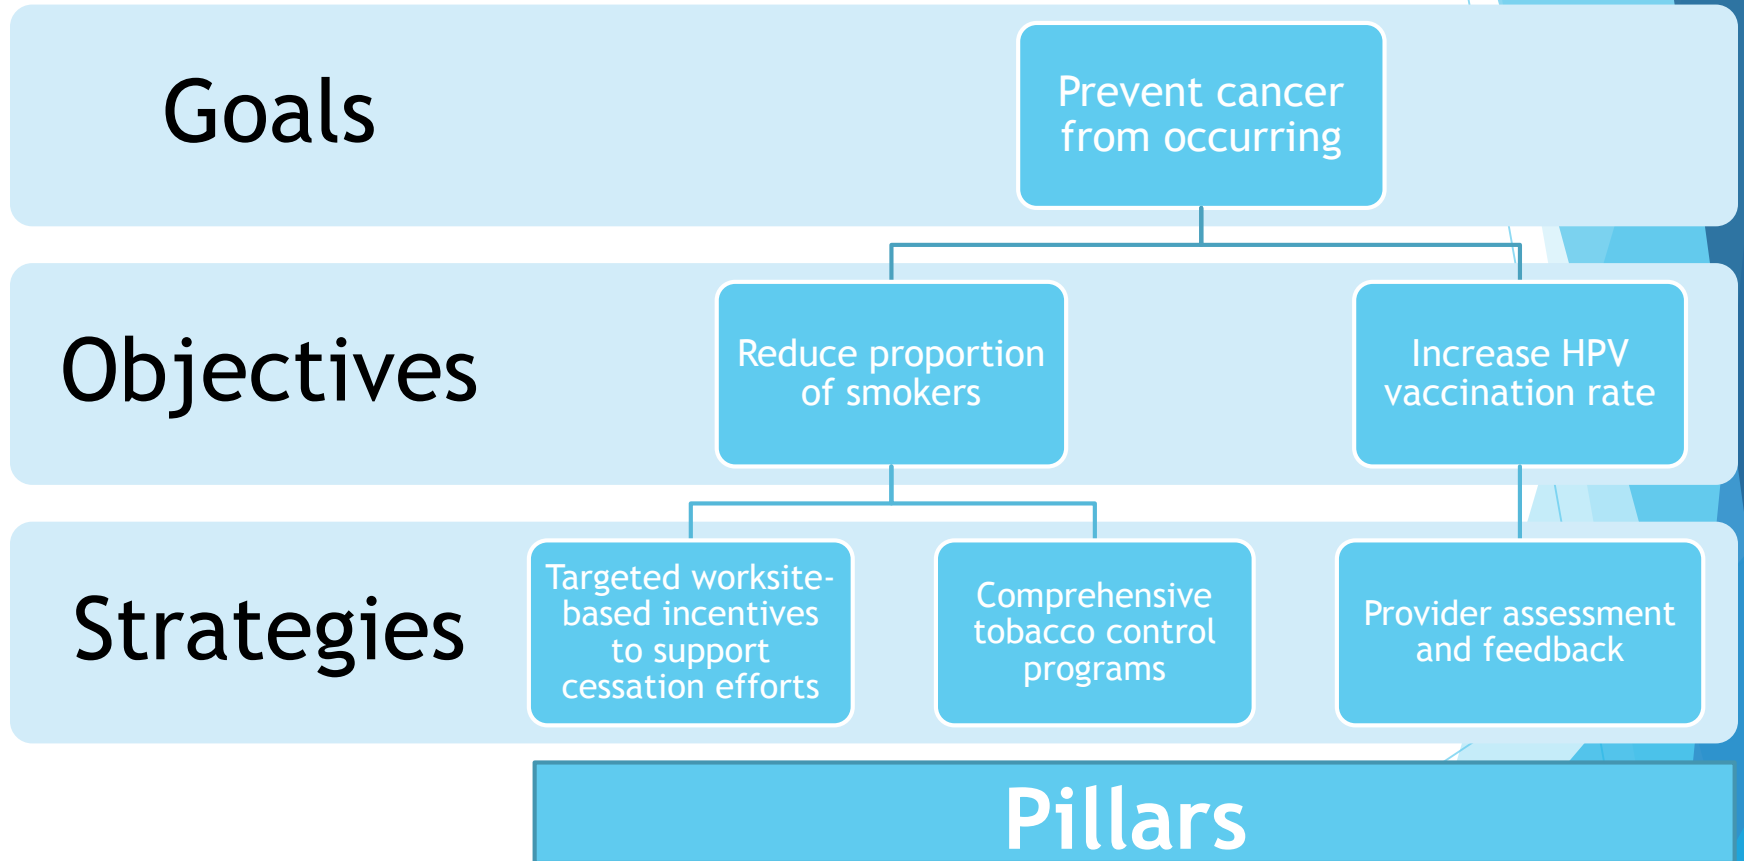 Goals
Prevent cancer
from occurring
Objectives
Reduce proportion
of smokers
Increase HPV
vaccination rate
Strategies
Targeted worksite-
based incentives
to support
cessation efforts
Comprehensive
tobacco control
programs
Provider assessment
and feedback
Pillars